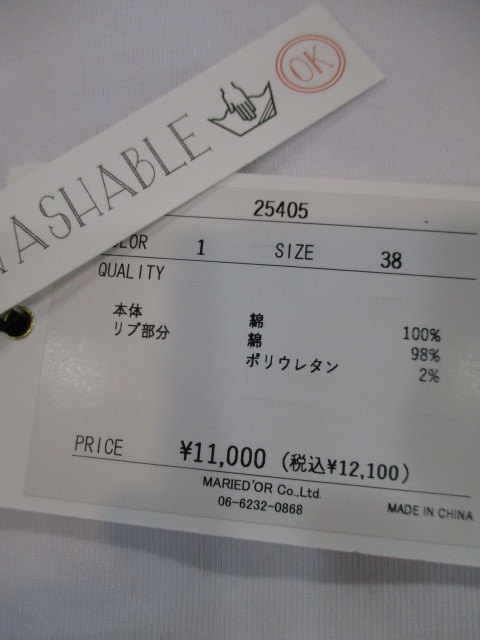 WASHABLE OK
25405
COLOR 1 SIZE 38
QUALITY
本体 綿 100%
リブ部分 綿 98%
ポリウレタン 2%
PRICE ¥11,000 (税込¥12,100)
MARIED'OR Co.,Ltd.
06-6232-0868
MADE IN CHINA